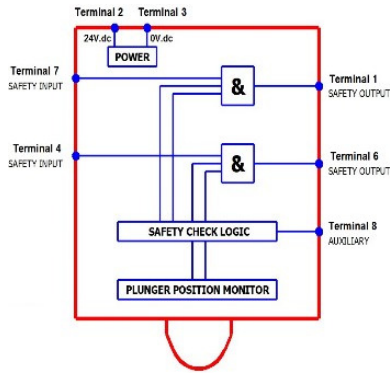 Terminal 2 Terminal 3
24V.dc 0V.dc
POWER
Terminal 7
SAFETY INPUT
&
Terminal 1
SAFETY OUTPUT
Terminal 4
SAFETY INPUT
&
Terminal 6
SAFETY OUTPUT
SAFETY CHECK LOGIC
Terminal 8
AUXILIARY
PLUNGER POSITION MONITOR